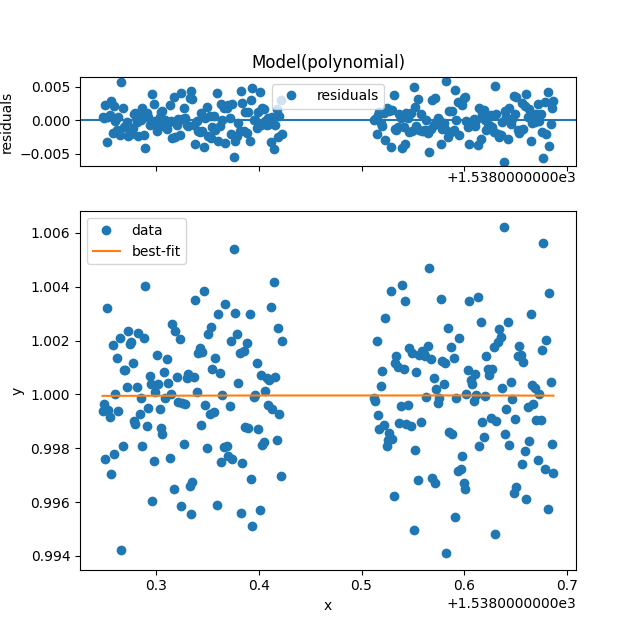 Model(polynomial)
residuals
0.005
0.000
−0.005
residuals
+1.5380000000e3
1.006
1.004
1.002
1.000
0.998
0.996
0.994
y
data
best-fit
0.3 0.4 0.5 0.6 0.7
x
+1.5380000000e3